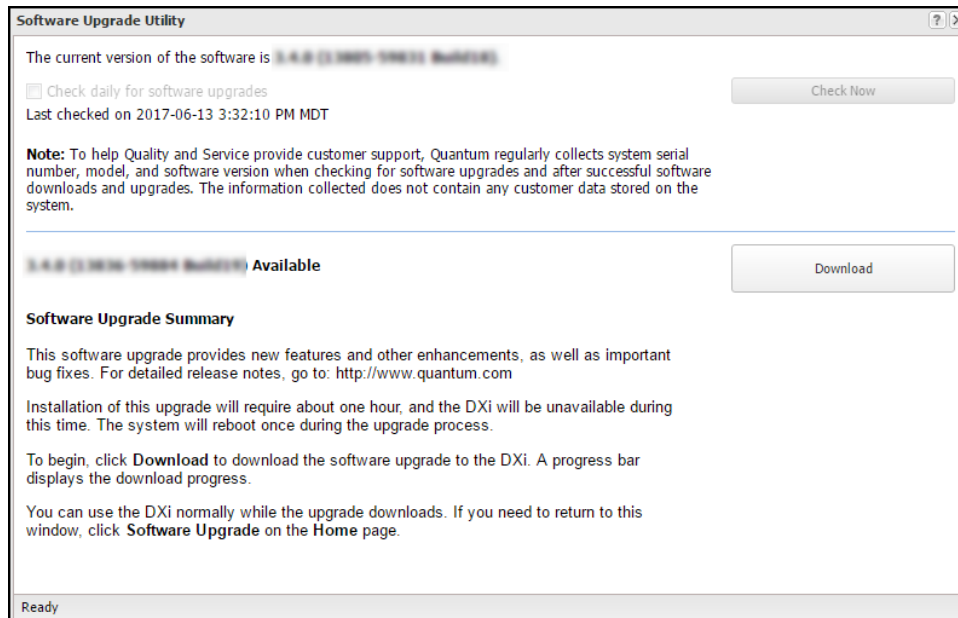 Software Upgrade Utility
?
The current version of the software is
Check daily for software upgrades
Check Now
Last checked on 2017-06-13 3:32:10 PM MDT
Note: To help Quality and Service provide customer support, Quantum regularly collects system serial
number, model, and software version when checking for software upgrades and after successful software
downloads and upgrades. The information collected does not contain any customer data stored on the
system.
Available
Download
Software Upgrade Summary
This software upgrade provides new features and other enhancements, as well as important
bug fixes. For detailed release notes, go to: http://www.quantum.com
Installation of this upgrade will require about one hour, and the DXi will be unavailable during
this time. The system will reboot once during the upgrade process.
To begin, click Download to download the software upgrade to the DXi. A progress bar
displays the download progress.
You can use the DXi normally while the upgrade downloads. If you need to return to this
window, click Software Upgrade on the Home page.
Ready